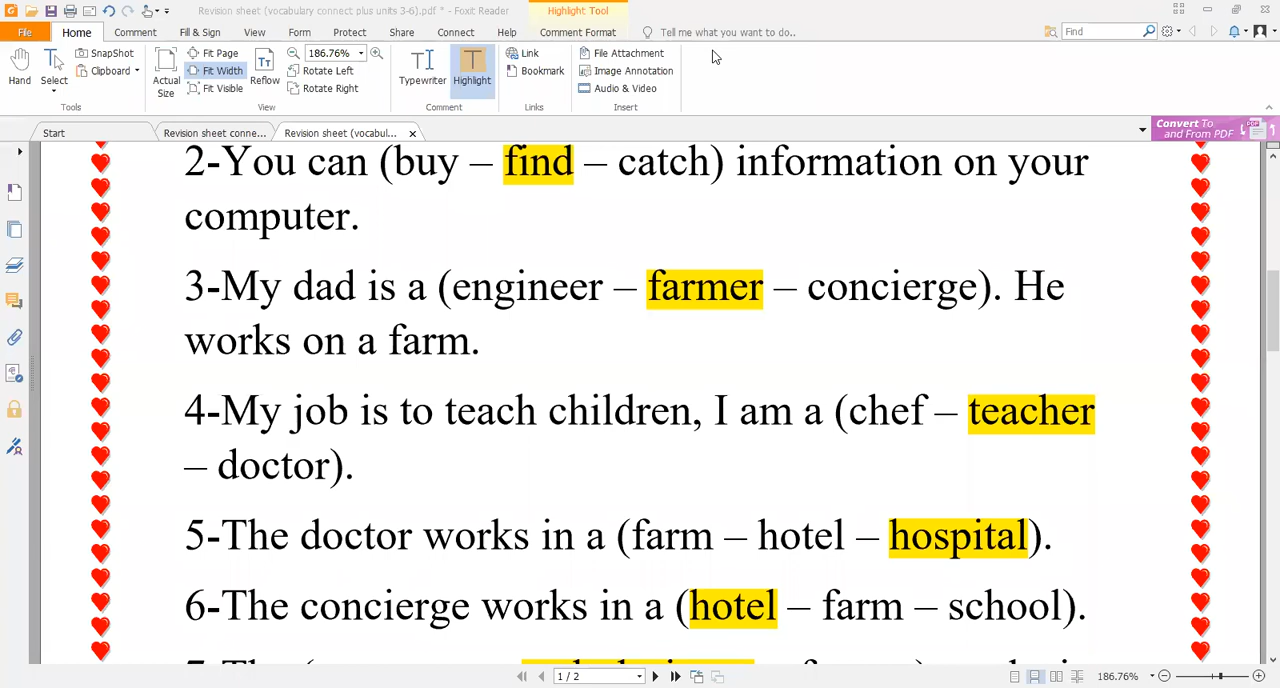 Revision sheet (vocabulary connect plus units 3-6).pdf * - Foxit Reader
Highlight Tool
File Home Comment Fill & Sign View Form Protect Share Connect Help Comment Format Tell me what you want to do.. Find
Hand Select SnapShot Clipboard Actual Size Fit Page Fit Width Fit Visible Reflow 186.76% Rotate Left Rotate Right Typewriter Highlight Link Bookmark File Attachment Image Annotation Audio & Video
Tools View Comment Links Insert
Start Revision sheet conne... Revision sheet (vocabul... Convert To and From PDF
2-You can (buy – find – catch) information on your
computer.
3-My dad is a (engineer – farmer – concierge). He
works on a farm.
4-My job is to teach children, I am a (chef – teacher
– doctor).
5-The doctor works in a (farm – hotel – hospital).
6-The concierge works in a (hotel – farm – school).
1 / 2 186.76%